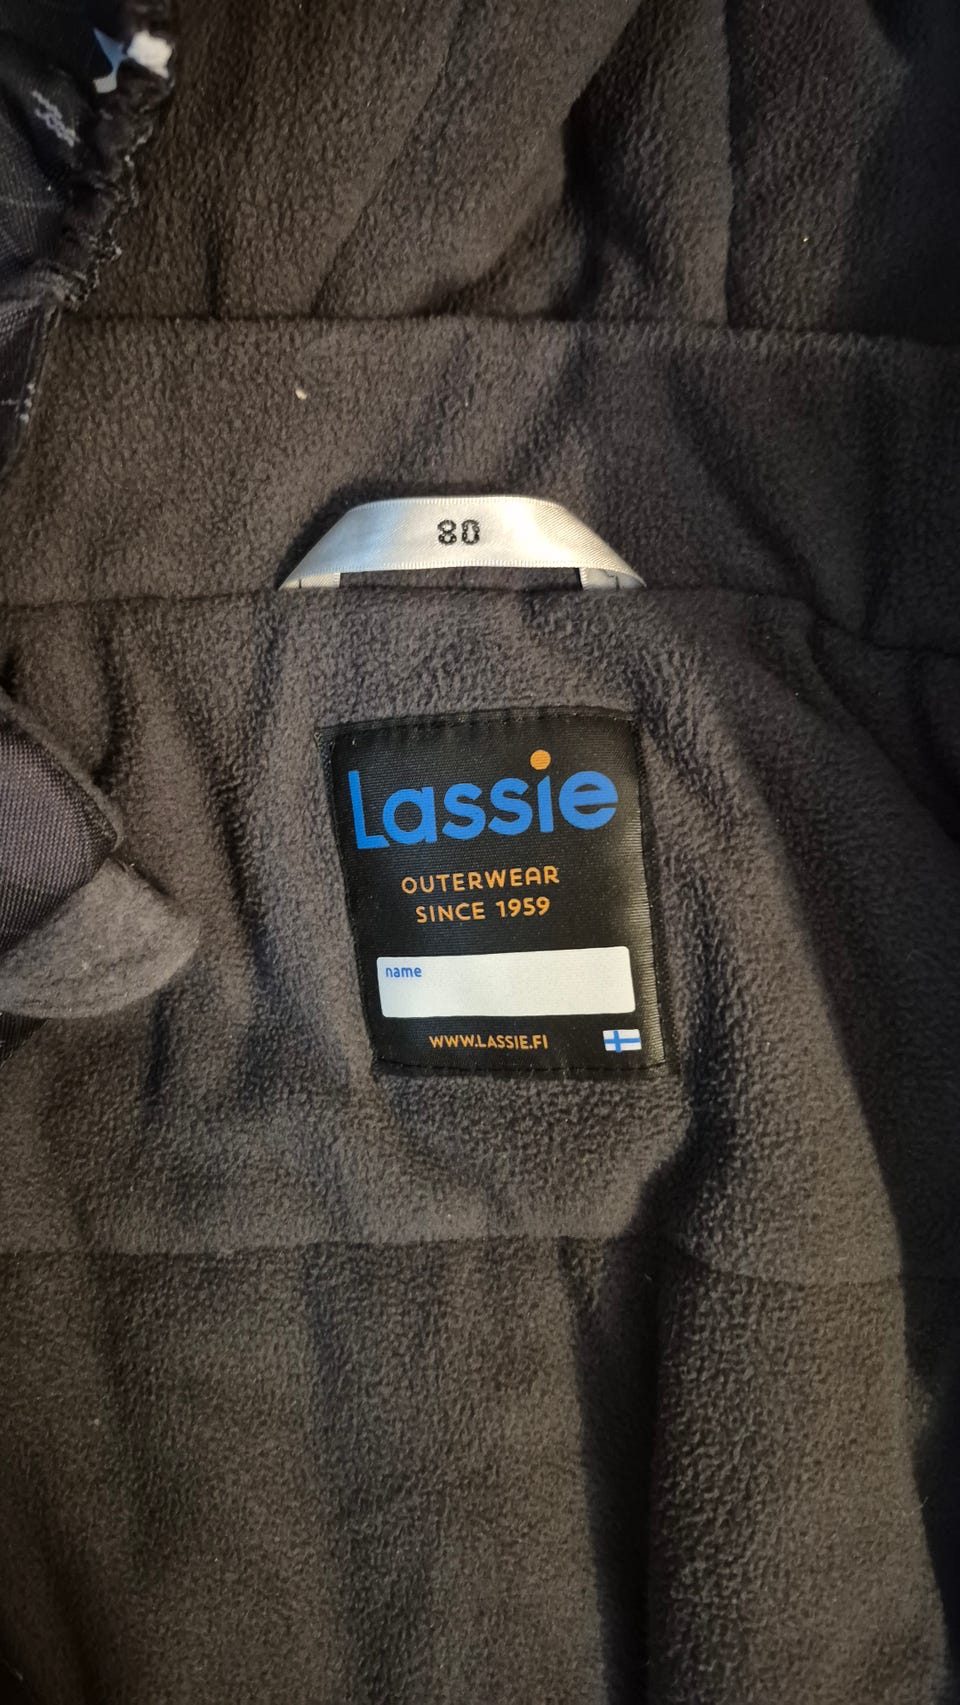 80
Lassie
OUTERWEAR
SINCE 1959
name
WWW.LASSIE.FI